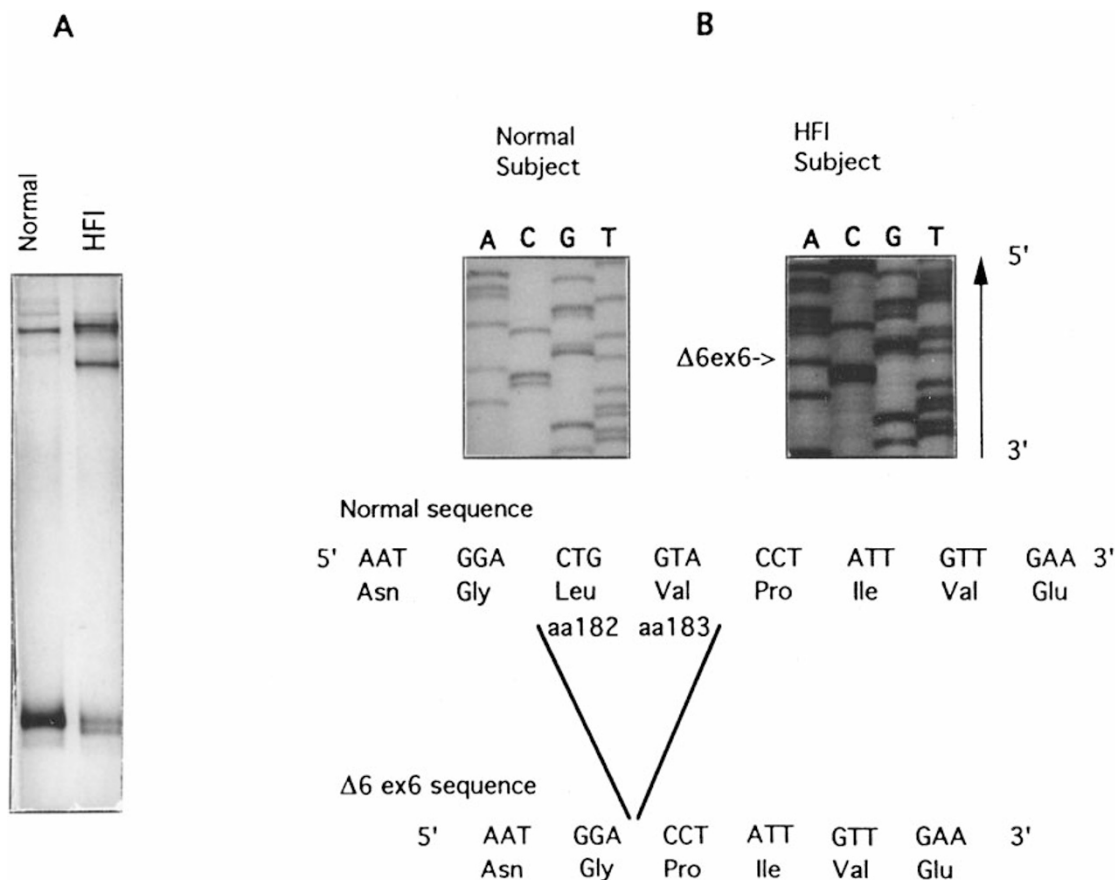 A
B
Normal
HFI
Normal
Subject
HFI
Subject
A C G T
A C G T
5'
Δ6ex6->
3'
Normal sequence
5' AAT GGA CTG GTA CCT ATT GTT GAA 3'
Asn Gly Leu Val Pro Ile Val Glu
aa182 aa183
Δ6 ex6 sequence
5' AAT GGA CCT ATT GTT GAA 3'
Asn Gly Pro Ile Val Glu